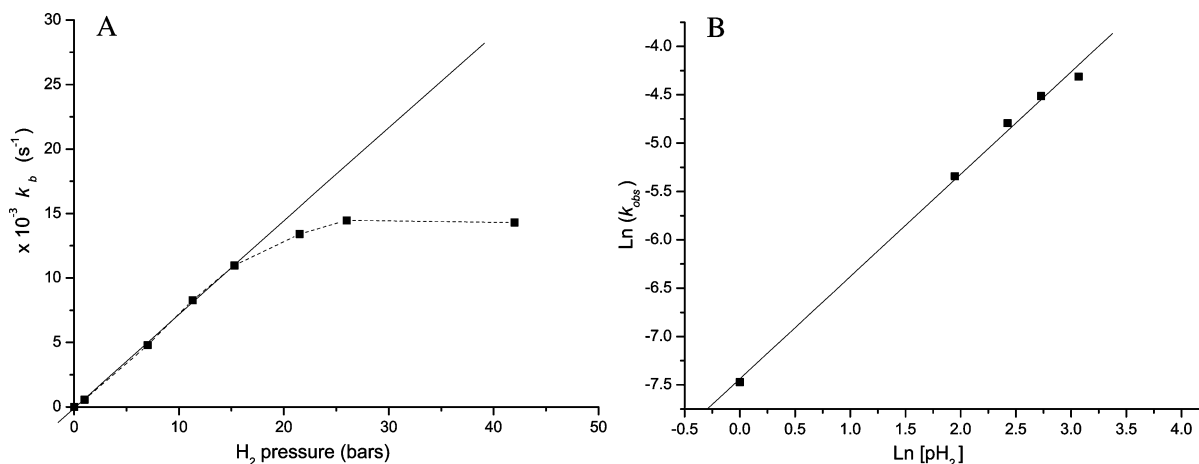 A
30
25
20
15
10
5
0
x 10⁻³ k_b (s⁻¹)
0 10 20 30 40 50
H₂ pressure (bars)
B
-4.0
-4.5
-5.0
-5.5
-6.0
-6.5
-7.0
-7.5
Ln (k_obs)
-0.5 0.0 0.5 1.0 1.5 2.0 2.5 3.0 3.5 4.0
Ln [pH₂]